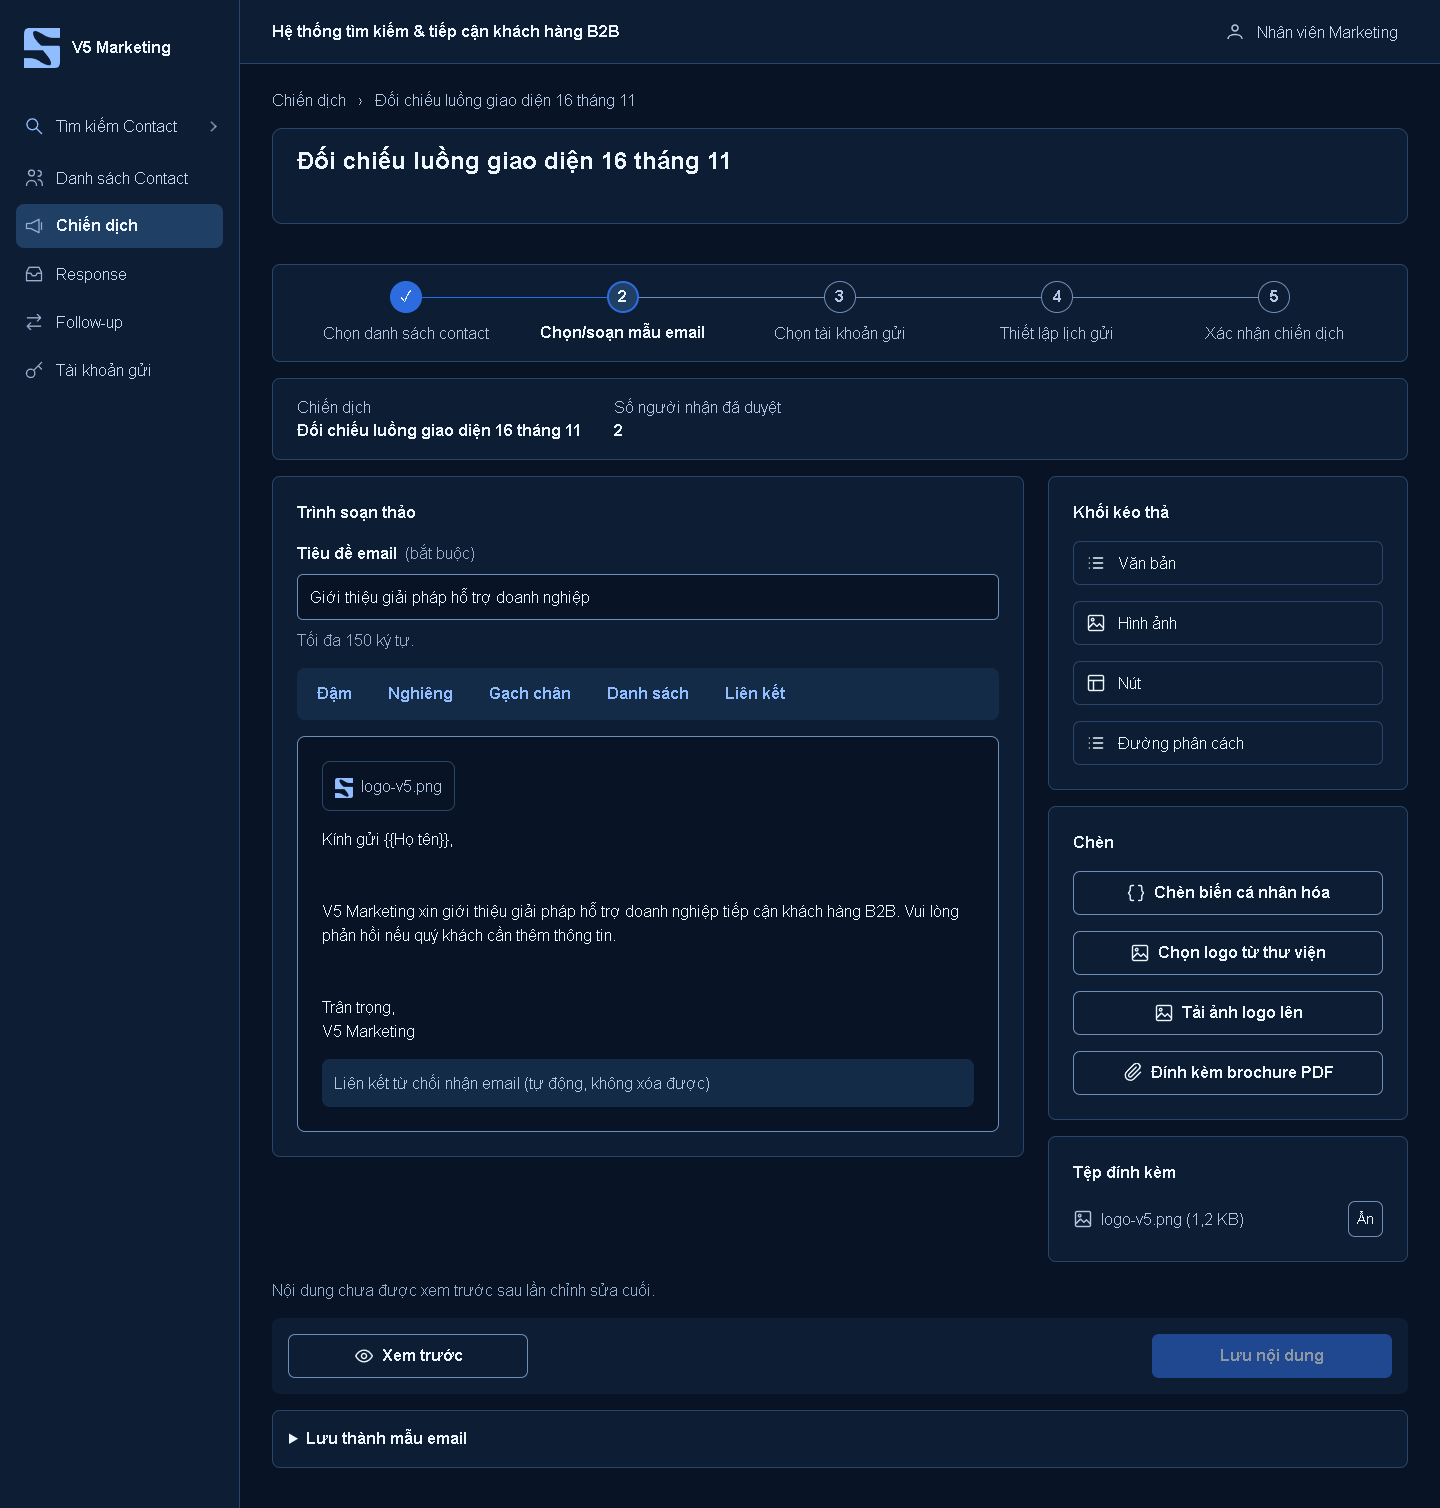 V5 Marketing
Tìm kiếm Contact
Danh sách Contact
Chiến dịch
Response
Follow-up
Tài khoản gửi
Hệ thống tìm kiếm & tiếp cận khách hàng B2B
Nhân viên Marketing
Chiến dịch › Đối chiếu luồng giao diện 16 tháng 11
Đối chiếu luồng giao diện 16 tháng 11
✓ 2 3 4 5
Chọn danh sách contact Chọn/soạn mẫu email Chọn tài khoản gửi Thiết lập lịch gửi Xác nhận chiến dịch
Chiến dịch Số người nhận đã duyệt
Đối chiếu luồng giao diện 16 tháng 11 2
Trình soạn thảo
Tiêu đề email (bắt buộc)
Giới thiệu giải pháp hỗ trợ doanh nghiệp
Tối đa 150 ký tự.
Đậm Nghiêng Gạch chân Danh sách Liên kết
logo-v5.png
Kính gửi {{Họ tên}},
V5 Marketing xin giới thiệu giải pháp hỗ trợ doanh nghiệp tiếp cận khách hàng B2B. Vui lòng
phản hồi nếu quý khách cần thêm thông tin.
Trân trọng,
V5 Marketing
Liên kết từ chối nhận email (tự động, không xóa được)
Khối kéo thả
Văn bản
Hình ảnh
Nút
Đường phân cách
Chèn
{} Chèn biến cá nhân hóa
Chọn logo từ thư viện
Tải ảnh logo lên
Đính kèm brochure PDF
Tệp đính kèm
logo-v5.png (1,2 KB) Ẩn
Nội dung chưa được xem trước sau lần chỉnh sửa cuối.
Xem trước
Lưu nội dung
Lưu thành mẫu email